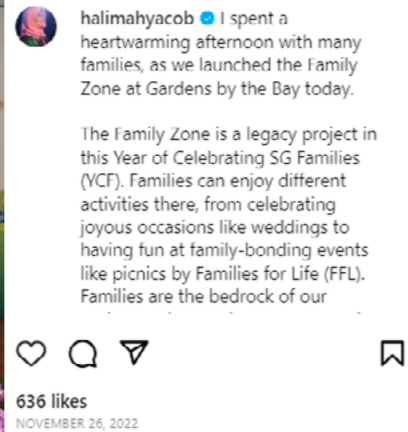 halimahyacob I spent a
heartwarming afternoon with many
families, as we launched the Family
Zone at Gardens by the Bay today.
The Family Zone is a legacy project in
this Year of Celebrating SG Families
(YCF). Families can enjoy different
activities there, from celebrating
joyous occasions like weddings to
having fun at family-bonding events
like picnics by Families for Life (FFL).
Families are the bedrock of our
636 likes
NOVEMBER 26, 2022